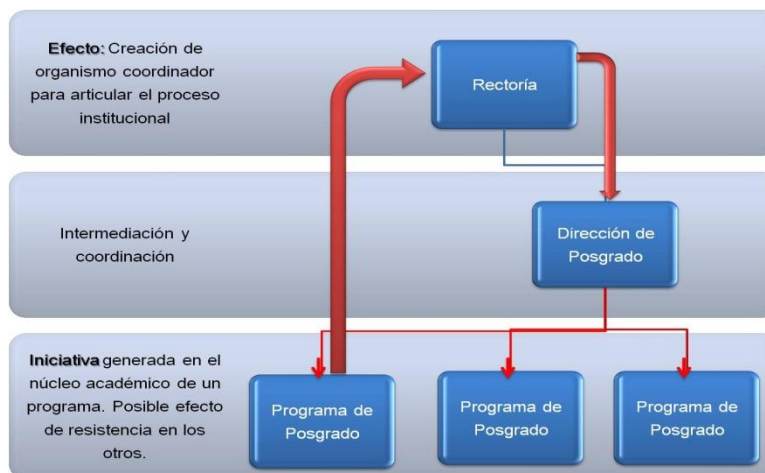 Efecto: Creación de
organismo coordinador
para articular el proceso
institucional
Rectoría
Intermediación y
coordinación
Dirección de
Posgrado
Iniciativa generada en el
núcleo académico de un
programa. Posible efecto
de resistencia en los
otros.
Programa de
Posgrado
Programa de
Posgrado
Programa de
Posgrado